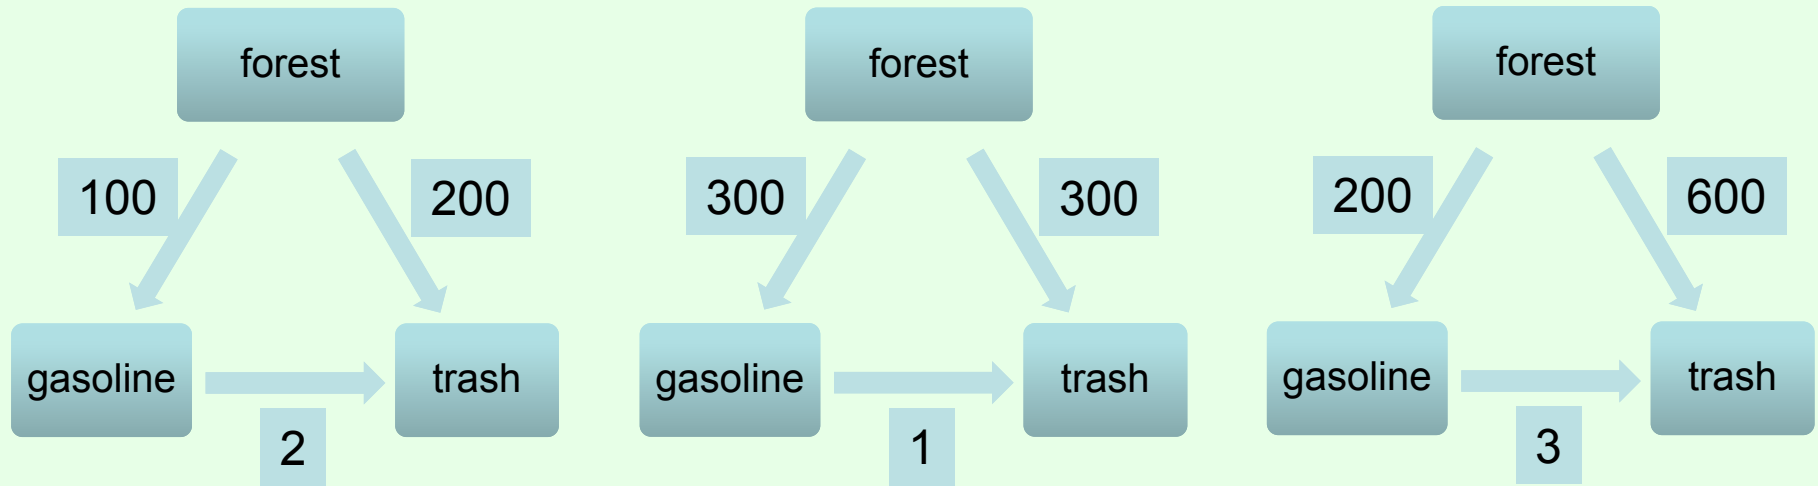 forest
100
200
gasoline
trash
2
forest
300
300
gasoline
trash
1
forest
200
600
gasoline
trash
3